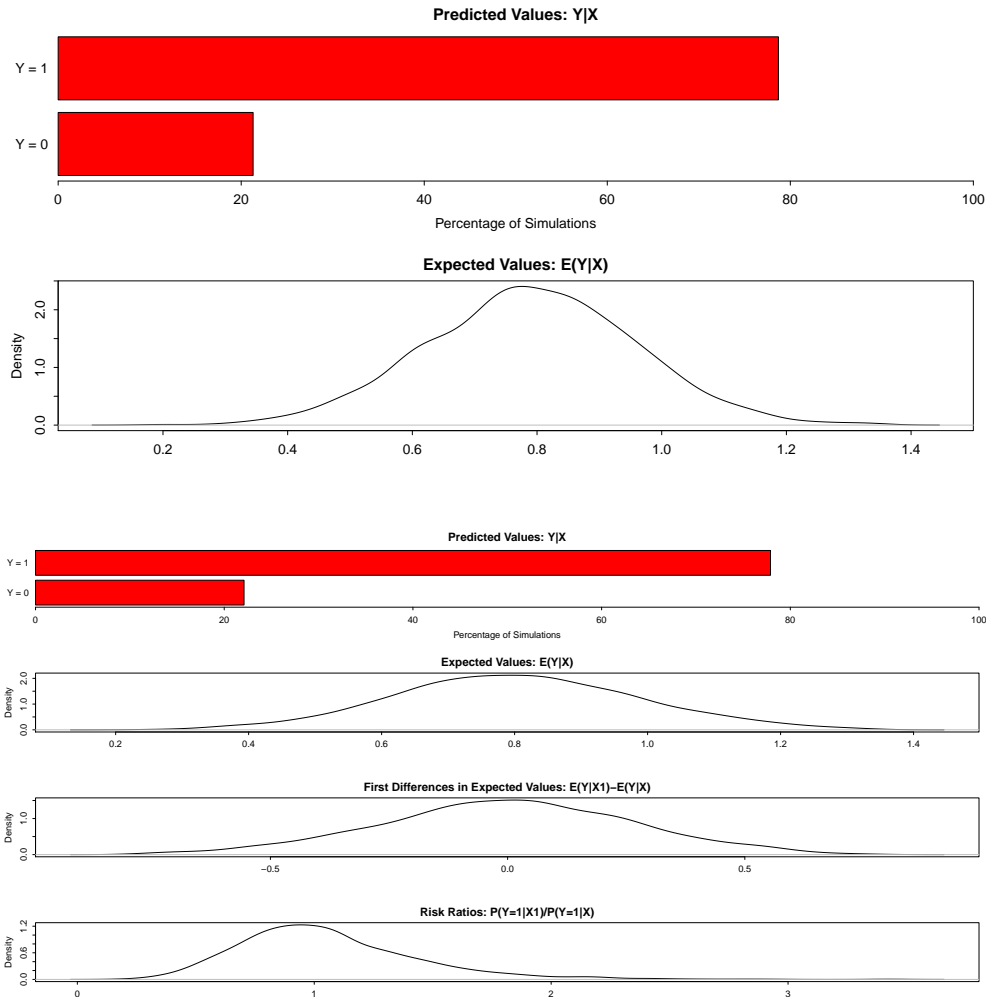 Predicted Values: Y|X
Y = 1
Y = 0
0 20 40 60 80 100
Percentage of Simulations
Expected Values: E(Y|X)
Density
0.0 1.0 2.0
0.2 0.4 0.6 0.8 1.0 1.2 1.4
Predicted Values: Y|X
Y = 1
Y = 0
0 20 40 60 80 100
Percentage of Simulations
Expected Values: E(Y|X)
Density
0.0 1.0 2.0
0.2 0.4 0.6 0.8 1.0 1.2 1.4
First Differences in Expected Values: E(Y|X1)−E(Y|X)
Density
0.0 1.0
−0.5 0.0 0.5
Risk Ratios: P(Y=1|X1)/P(Y=1|X)
Density
0.0 0.6 1.2
0 1 2 3